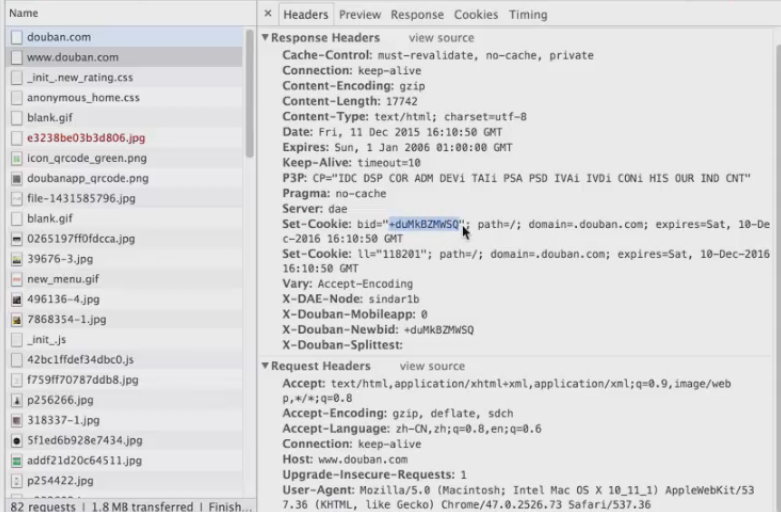 Name
douban.com
www.douban.com
_init_.new_rating.css
anonymous_home.css
blank.gif
e3238be03b3d806.jpg
icon_qrcode_green.png
doubanapp_qrcode.png
file-1431585796.jpg
blank.gif
0265197ff0fdcca.jpg
39676-3.jpg
new_menu.gif
496136-4.jpg
7868354-1.jpg
_init_.js
42bc1ffdef34dbc0.js
f759ff70787ddb8.jpg
p256266.jpg
318337-1.jpg
5f1ed6b928e7434.jpg
addf21d20c64511.jpg
p254422.jpg
82 requests | 1.8 MB transferred | Finish...
× Headers Preview Response Cookies Timing
▼Response Headers view source
Cache-Control: must-revalidate, no-cache, private
Connection: keep-alive
Content-Encoding: gzip
Content-Length: 17742
Content-Type: text/html; charset=utf-8
Date: Fri, 11 Dec 2015 16:10:50 GMT
Expires: Sun, 1 Jan 2006 01:00:00 GMT
Keep-Alive: timeout=10
P3P: CP="IDC DSP COR ADM DEVi TAIi PSA PSD IVAi IVDi CONi HIS OUR IND CNT"
Pragma: no-cache
Server: dae
Set-Cookie: bid="+duMkBZMWSQ"; path=/; domain=.douban.com; expires=Sat, 10-De
c-2016 16:10:50 GMT
Set-Cookie: ll="118201"; path=/; domain=.douban.com; expires=Sat, 10-Dec-2016
16:10:50 GMT
Vary: Accept-Encoding
X-DAE-Node: sindar1b
X-Douban-Mobileapp: 0
X-Douban-Newbid: +duMkBZMWSQ
X-Douban-Splittest:
▼Request Headers view source
Accept: text/html,application/xhtml+xml,application/xml;q=0.9,image/web
p,*/*;q=0.8
Accept-Encoding: gzip, deflate, sdch
Accept-Language: zh-CN,zh;q=0.8,en;q=0.6
Connection: keep-alive
Host: www.douban.com
Upgrade-Insecure-Requests: 1
User-Agent: Mozilla/5.0 (Macintosh; Intel Mac OS X 10_11_1) AppleWebKit/53
7.36 (KHTML, like Gecko) Chrome/47.0.2526.73 Safari/537.36